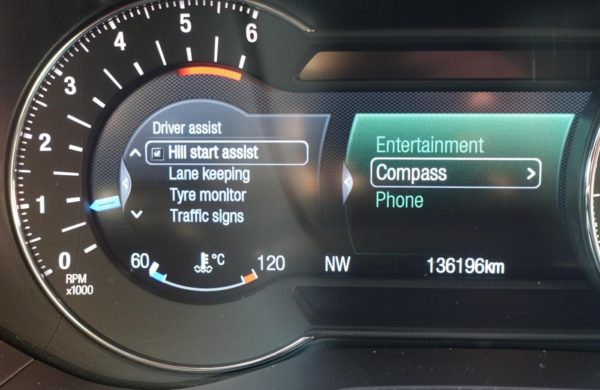 6
5
4
3
2
1
0
RPM
x1000
Driver assist
Hill start assist
Lane keeping
Tyre monitor
Traffic signs
60 °C 120
Entertainment
Compass >
Phone
NW 136196km